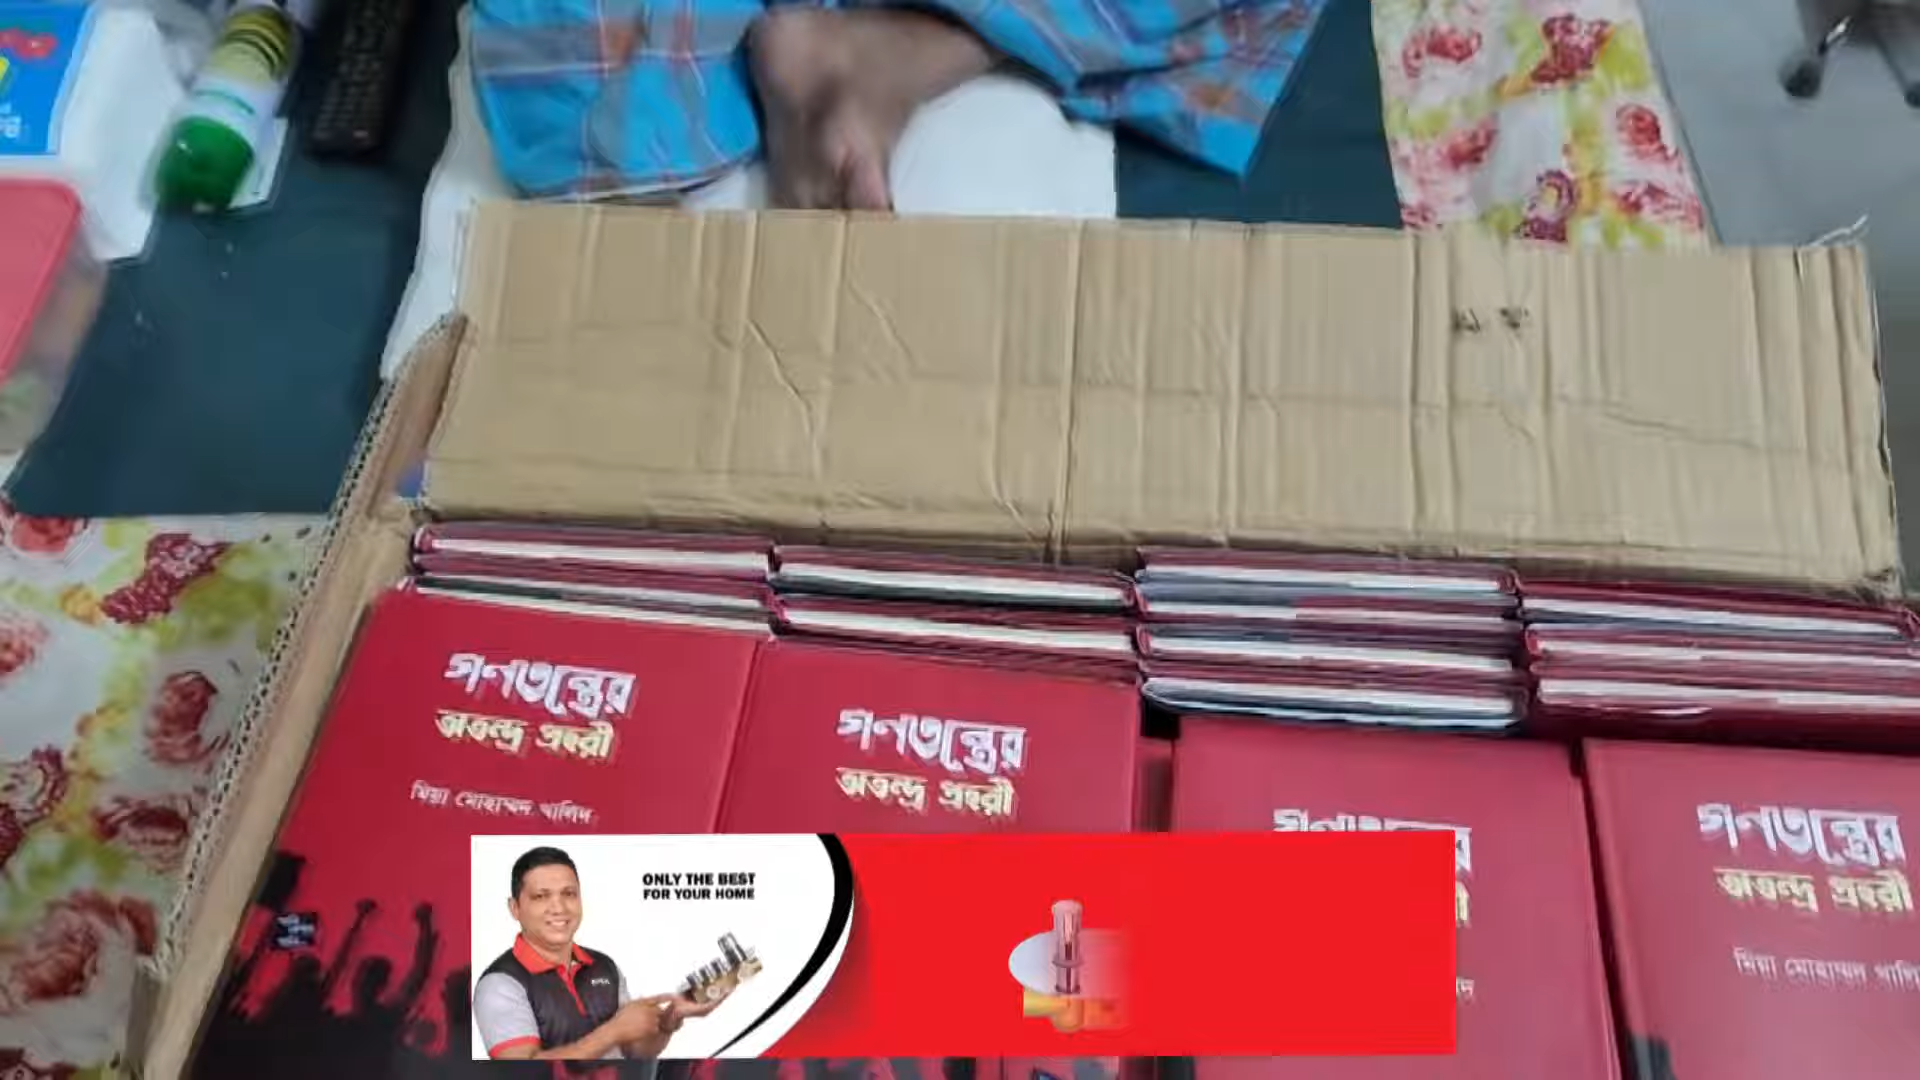 গণতন্ত্রের
অতন্দ্র প্রহরী
মিয়া মোহাম্মদ খালিদ
গণতন্ত্রের
অতন্দ্র প্রহরী
গণতন্ত্রের
অতন্দ্র প্রহরী
মিয়া মোহাম্মদ
ONLY THE BEST
FOR YOUR HOME